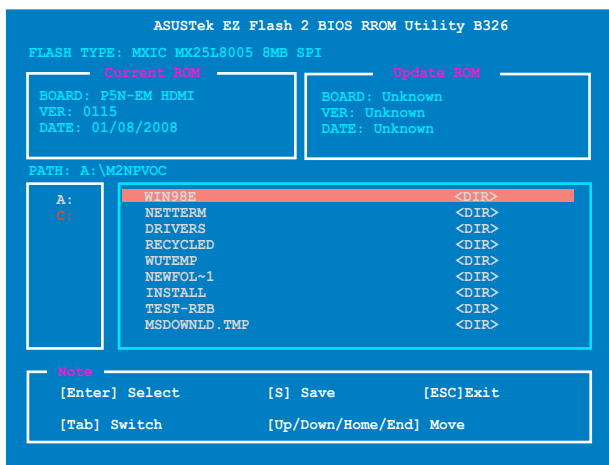 ASUSTek EZ Flash 2 BIOS RROM Utility B326
FLASH TYPE: MXIC MX25L8005 8MB SPI
Current ROM
BOARD: P5N-EM HDMI
VER: 0115
DATE: 01/08/2008
Update ROM
BOARD: Unknown
VER: Unknown
DATE: Unknown
PATH: A:\M2NPVOC
A:
C:
WIN98E <DIR>
NETTERM <DIR>
DRIVERS <DIR>
RECYCLED <DIR>
WUTEMP <DIR>
NEWFOL~1 <DIR>
INSTALL <DIR>
TEST-REB <DIR>
MSDOWNLD.TMP <DIR>
Note
[Enter] Select [S] Save [ESC]Exit
[Tab] Switch [Up/Down/Home/End] Move